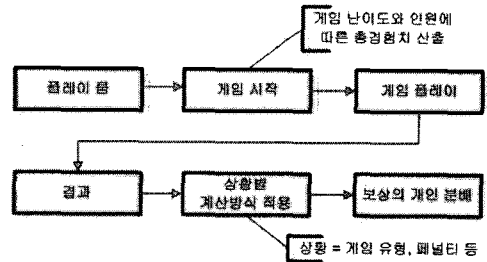 게임 난이도와 인원에
따른 총경험치 산출
플레이 룸
게임 시작
게임 플레이
결과
상황별
계산방식 적용
보상의 개인 분배
상황 = 게임 유형, 페널티 등